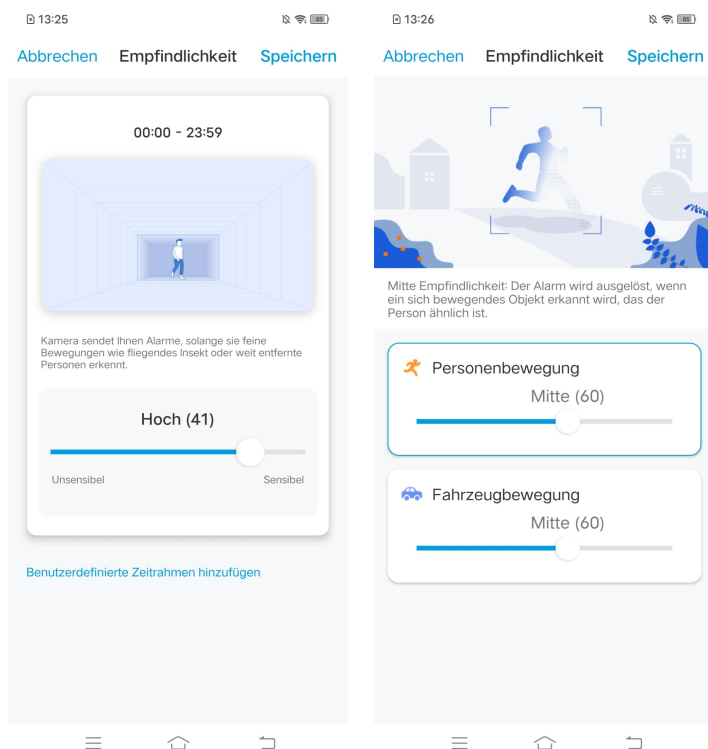 13:25
85
Abbrechen Empfindlichkeit Speichern
00:00 - 23:59
Kamera sendet Ihnen Alarme, solange sie feine
Bewegungen wie fliegendes Insekt oder weit entfernte
Personen erkennt.
Hoch (41)
Unsensibel Sensibel
Benutzerdefinierte Zeitrahmen hinzufügen
13:26
85
Abbrechen Empfindlichkeit Speichern
Mitte Empfindlichkeit: Der Alarm wird ausgelöst, wenn
ein sich bewegendes Objekt erkannt wird, das der
Person ähnlich ist.
Personenbewegung
Mitte (60)
Fahrzeugbewegung
Mitte (60)